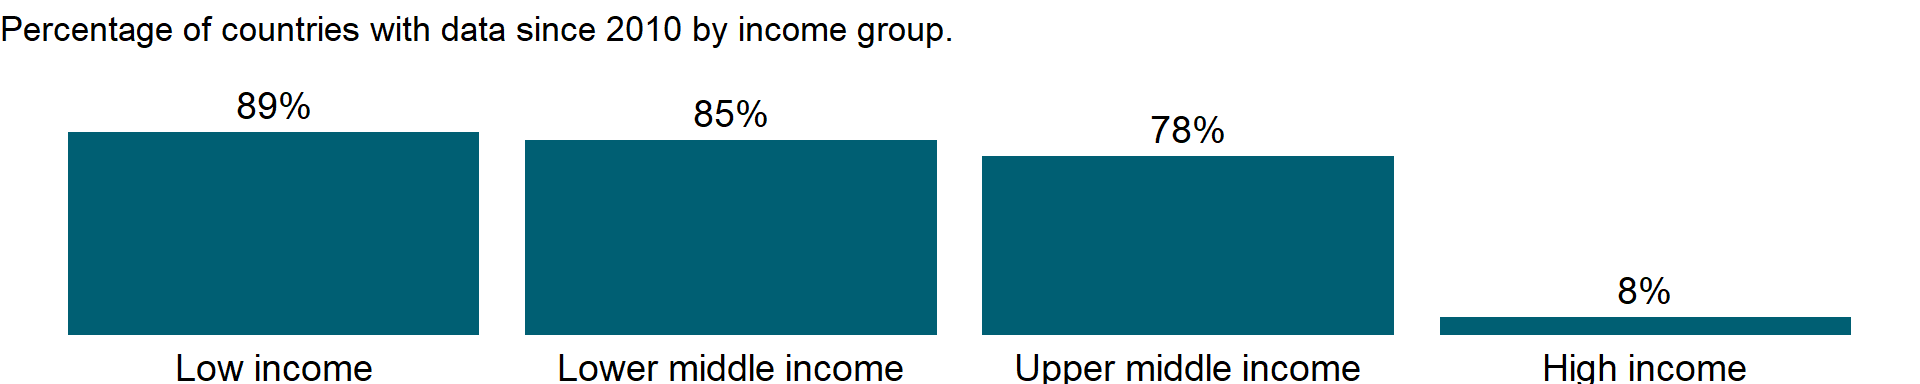 Percentage of countries with data since 2010 by income group.
89%
85%
78%
8%
Low income
Lower middle income
Upper middle income
High income